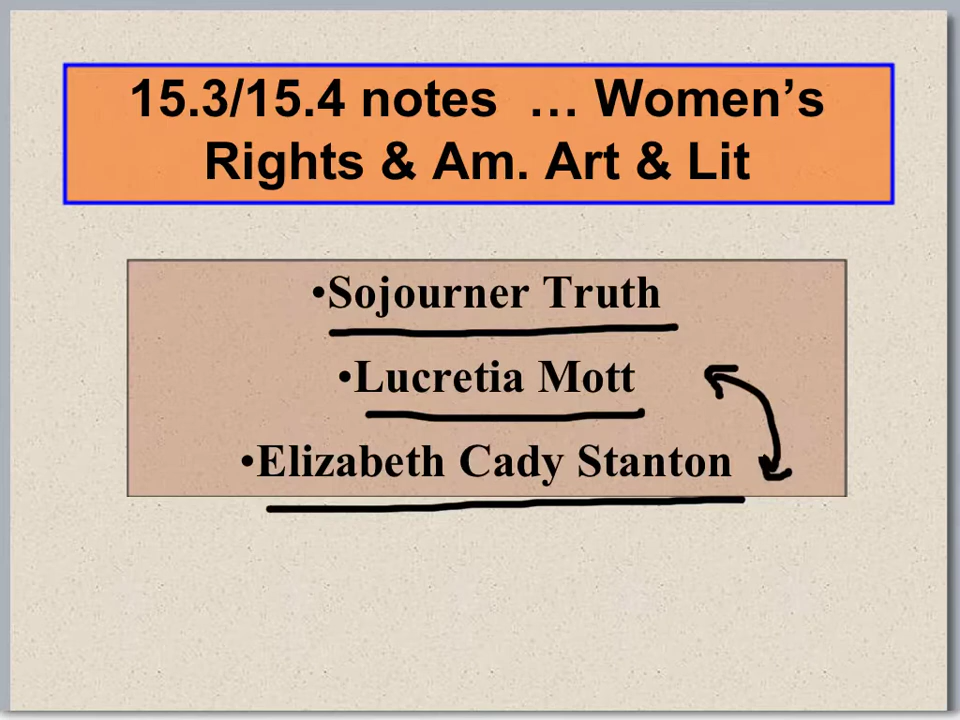 15.3/15.4 notes … Women’s
Rights & Am. Art & Lit
•Sojourner Truth
•Lucretia Mott
•Elizabeth Cady Stanton